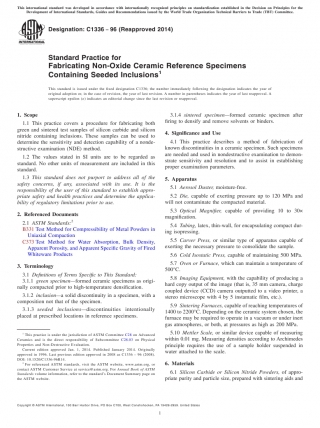 This international standard was developed in accordance with internationally recognized principles on standardization established in the Decision on Principles for the
Development of International Standards, Guides and Recommendations issued by the World Trade Organization Technical Barriers to Trade (TBT) Committee.
Designation: C1336 − 96 (Reapproved 2014)
Standard Practice for
Fabricating Non-Oxide Ceramic Reference Specimens
Containing Seeded Inclusions1
This standard is issued under the fixed designation C1336; the number immediately following the designation indicates the year of
original adoption or, in the case of revision, the year of last revision. A number in parentheses indicates the year of last reapproval. A
superscript epsilon (´) indicates an editorial change since the last revision or reapproval.
1. Scope
1.1 This practice covers a procedure for fabricating both
green and sintered test samples of silicon carbide and silicon
nitride containing inclusions. These samples can be used to
determine the sensitivity and detection capability of a nonde-
structive examination (NDE) method.
1.2 The values stated in SI units are to be regarded as
standard. No other units of measurement are included in this
standard.
1.3 This standard does not purport to address all of the
safety concerns, if any, associated with its use. It is the
responsibility of the user of this standard to establish appro-
priate safety and health practices and determine the applica-
bility of regulatory limitations prior to use.
2. Referenced Documents
2.1 ASTM Standards:2
B331 Test Method for Compressibility of Metal Powders in
Uniaxial Compaction
C373 Test Method for Water Absorption, Bulk Density,
Apparent Porosity, and Apparent Specific Gravity of Fired
Whiteware Products
3. Terminology
3.1 Definitions of Terms Specific to This Standard:
3.1.1 green specimen—formed ceramic specimens as origi-
nally compacted prior to high-temperature densification.
3.1.2 inclusion—a solid discontinuity in a specimen, with a
composition not that of the specimen.
3.1.3 seeded inclusions—discontinuities intentionally
placed at prescribed locations in reference specimens.
1 This practice is under the jurisdiction of ASTM Committee C28 on Advanced
Ceramics and is the direct responsibility of Subcommittee C28.03 on Physical
Properties and Non-Destructive Evaluation.
Current edition approved Jan. 1, 2014. Published January 2014. Originally
approved in 1996. Last previous edition approved in 2008 as C1336 – 96 (2008).
DOI: 10.1520/C1336-96R14.
2 For referenced ASTM standards, visit the ASTM website, www.astm.org, or
contact ASTM Customer Service at service@astm.org. For Annual Book of ASTM
Standards volume information, refer to the standard's Document Summary page on
the ASTM website.
3.1.4 sintered specimen—formed ceramic specimen after
firing to densify and remove solvents or binders.
4. Significance and Use
4.1 This practice describes a method of fabrication of
known discontinuities in a ceramic specimen. Such specimens
are needed and used in nondestructive examination to demon-
strate sensitivity and resolution and to assist in establishing
proper examination parameters.
5. Apparatus
5.1 Aerosol Duster, moisture-free.
5.2 Die, capable of exerting pressure up to 120 MPa and
will not contaminate the compacted material.
5.3 Optical Magnifier, capable of providing 10 to 30×
magnification.
5.4 Tubing, latex, thin-wall, for encapsulating compact dur-
ing isopressing.
5.5 Carver Press, or similar type of apparatus capable of
exerting the necessary pressure to consolidate the sample.
5.6 Cold Isostatic Press, capable of maintaining 500 MPa.
5.7 Oven or Furnace, which can maintain a temperature of
500°C.
5.8 Imaging Equipment, with the capability of producing a
hard copy output of the image (that is, 35 mm camera, charge
coupled device (CCD) camera outputted to a video printer, a
stereo microscope with 4 by 5 instamatic film, etc.).
5.9 Sintering Furnaces, capable of reaching temperatures of
1400 to 2200°C. Depending on the ceramic system chosen, the
furnace may be required to operate in a vacuum or under inert
gas atmospheres, or both, at pressures as high as 200 MPa.
5.10 Mettler Scale, or similar device capable of measuring
within 0.01 mg. Measuring densities according to Archimedes
principle requires the use of a sample holder suspended in
water attached to the scale.
6. Materials
6.1 Silicon Carbide or Silicon Nitride Powders, of appro-
priate purity and particle size, prepared with sintering aids and
Copyright © ASTM International, 100 Barr Harbor Drive, PO Box C700, West Conshohocken, PA 19428-2959. United States
1